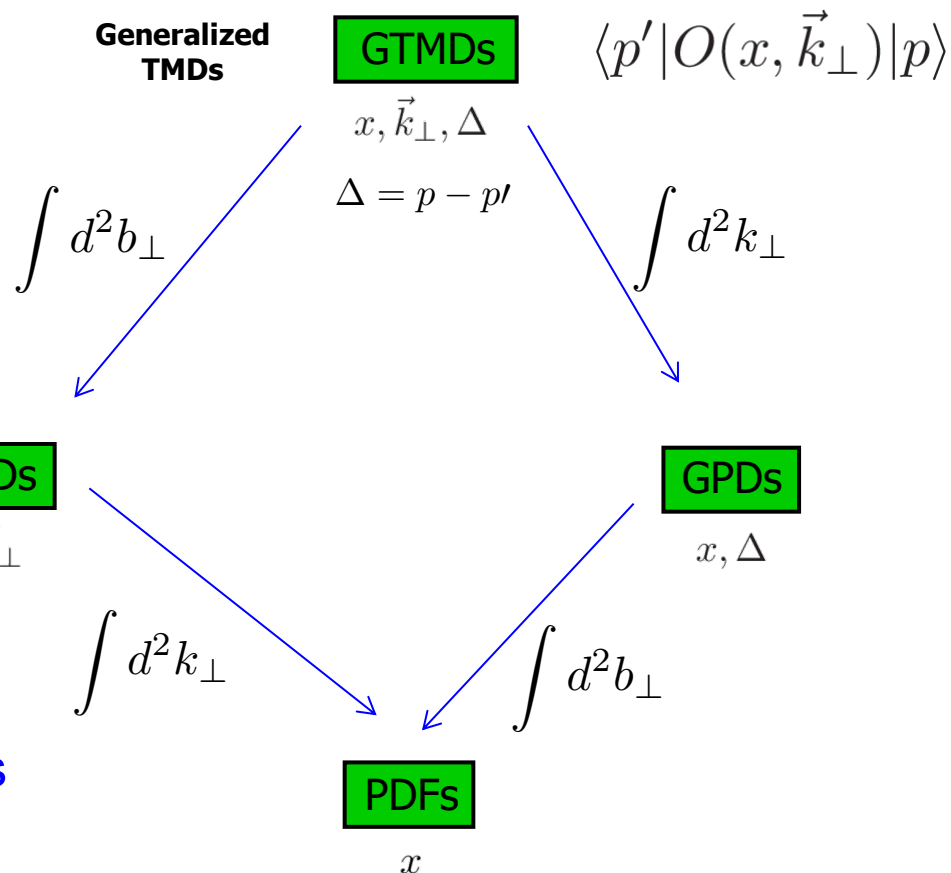 Generalized
TMDs
GTMDs
⟨p′|O(x, k⃗⊥)|p⟩
x, k⃗⊥, Δ
Δ = p − p′
∫ d²b⊥
∫ d²k⊥
Ds
GPDs
⊥
x, Δ
∫ d²k⊥
∫ d²b⊥
s
PDFs
x